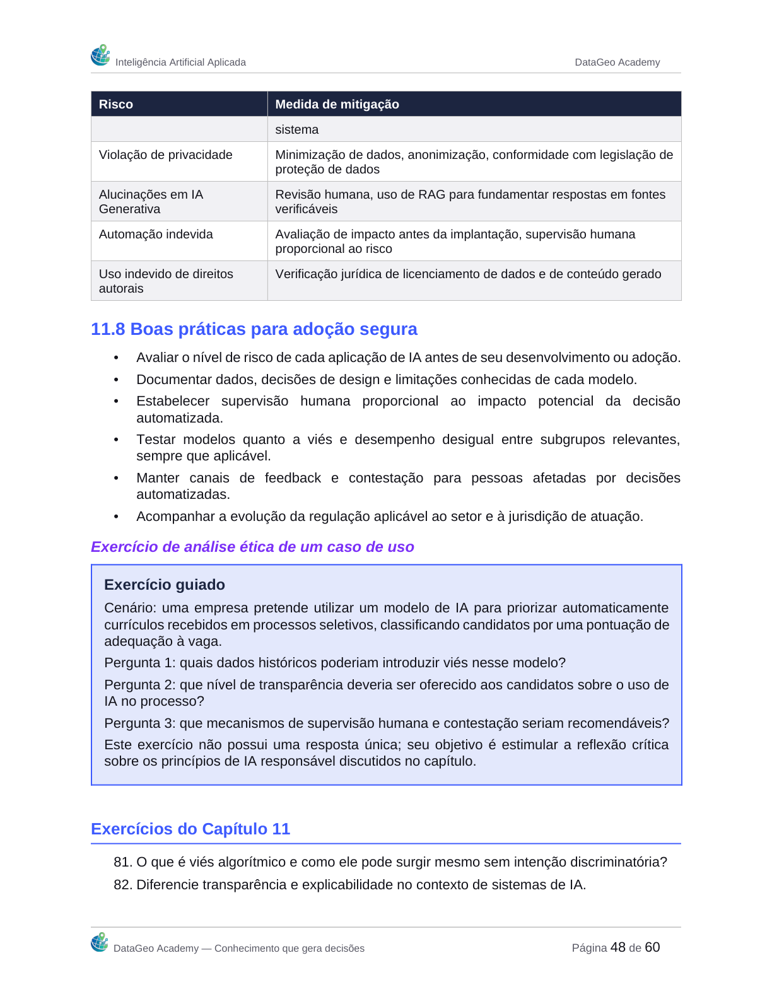 Inteligência Artificial Aplicada DataGeo Academy
Risco Medida de mitigação
sistema
Violação de privacidade Minimização de dados, anonimização, conformidade com legislação de
proteção de dados
Alucinações em IA Revisão humana, uso de RAG para fundamentar respostas em fontes
Generativa verificáveis
Automação indevida Avaliação de impacto antes da implantação, supervisão humana
proporcional ao risco
Uso indevido de direitos Verificação jurídica de licenciamento de dados e de conteúdo gerado
autorais
11.8 Boas práticas para adoção segura
• Avaliar o nível de risco de cada aplicação de IA antes de seu desenvolvimento ou adoção.
• Documentar dados, decisões de design e limitações conhecidas de cada modelo.
• Estabelecer supervisão humana proporcional ao impacto potencial da decisão
automatizada.
• Testar modelos quanto a viés e desempenho desigual entre subgrupos relevantes,
sempre que aplicável.
• Manter canais de feedback e contestação para pessoas afetadas por decisões
automatizadas.
• Acompanhar a evolução da regulação aplicável ao setor e à jurisdição de atuação.
Exercício de análise ética de um caso de uso
Exercício guiado
Cenário: uma empresa pretende utilizar um modelo de IA para priorizar automaticamente
currículos recebidos em processos seletivos, classificando candidatos por uma pontuação de
adequação à vaga.
Pergunta 1: quais dados históricos poderiam introduzir viés nesse modelo?
Pergunta 2: que nível de transparência deveria ser oferecido aos candidatos sobre o uso de
IA no processo?
Pergunta 3: que mecanismos de supervisão humana e contestação seriam recomendáveis?
Este exercício não possui uma resposta única; seu objetivo é estimular a reflexão crítica
sobre os princípios de IA responsável discutidos no capítulo.
Exercícios do Capítulo 11
81. O que é viés algorítmico e como ele pode surgir mesmo sem intenção discriminatória?
82. Diferencie transparência e explicabilidade no contexto de sistemas de IA.
DataGeo Academy — Conhecimento que gera decisões Página 48 de 60